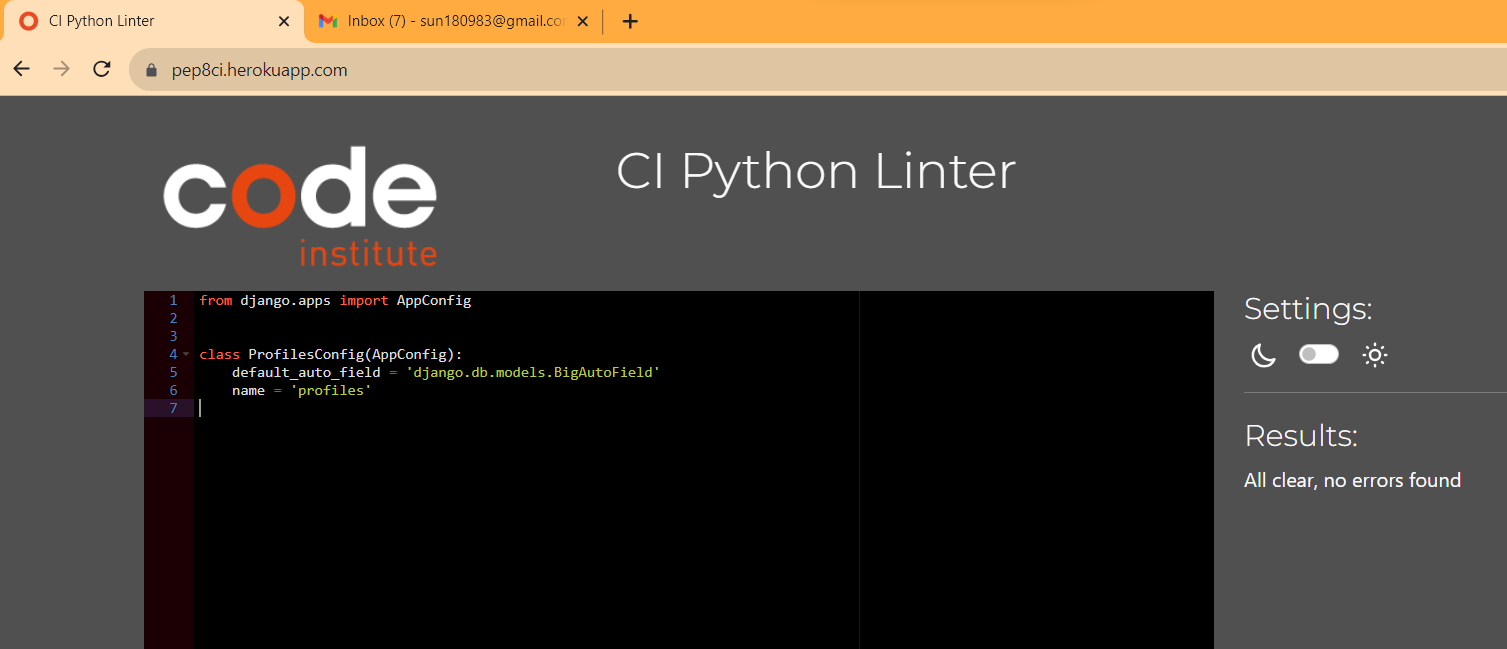 CI Python Linter
Inbox (7) - sun180983@gmail.co
pep8ci.herokuapp.com
code
institute
CI Python Linter
1 from django.apps import AppConfig
2
3
4 class ProfilesConfig(AppConfig):
5     default_auto_field = 'django.db.models.BigAutoField'
6     name = 'profiles'
7
Settings:
Results:
All clear, no errors found